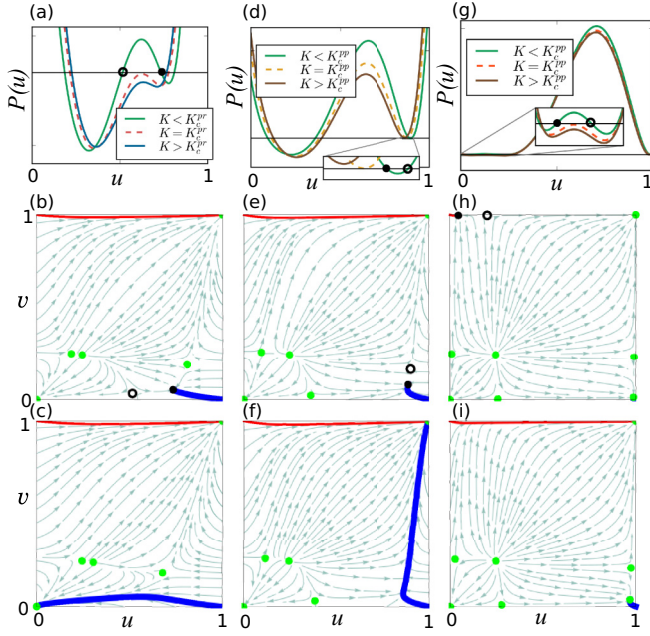 (a)
(d)
(g)
P(u)
K < K_c^{pr}
K = K_c^{pr}
K > K_c^{pr}
0
u
1
P(u)
K < K_c^{pp}
K = K_c^{pp}
K > K_c^{pp}
0
u
1
P(u)
K < K_c^{pp}
K = K_c^{pp}
K > K_c^{pp}
0
u
1
(b)
(e)
(h)
1
v
0
(c)
(f)
(i)
1
v
0
0
u
1
0
u
1
0
u
1